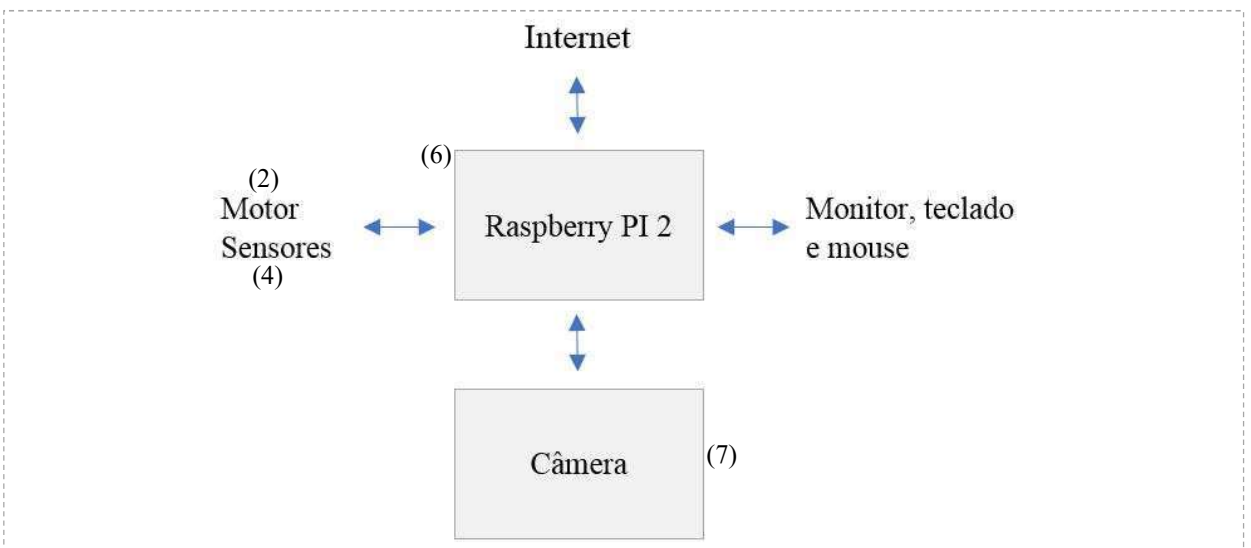 Internet
(6)
(2)
Motor
Sensores
(4)
Raspberry PI 2
Monitor, teclado
e mouse
Câmera
(7)